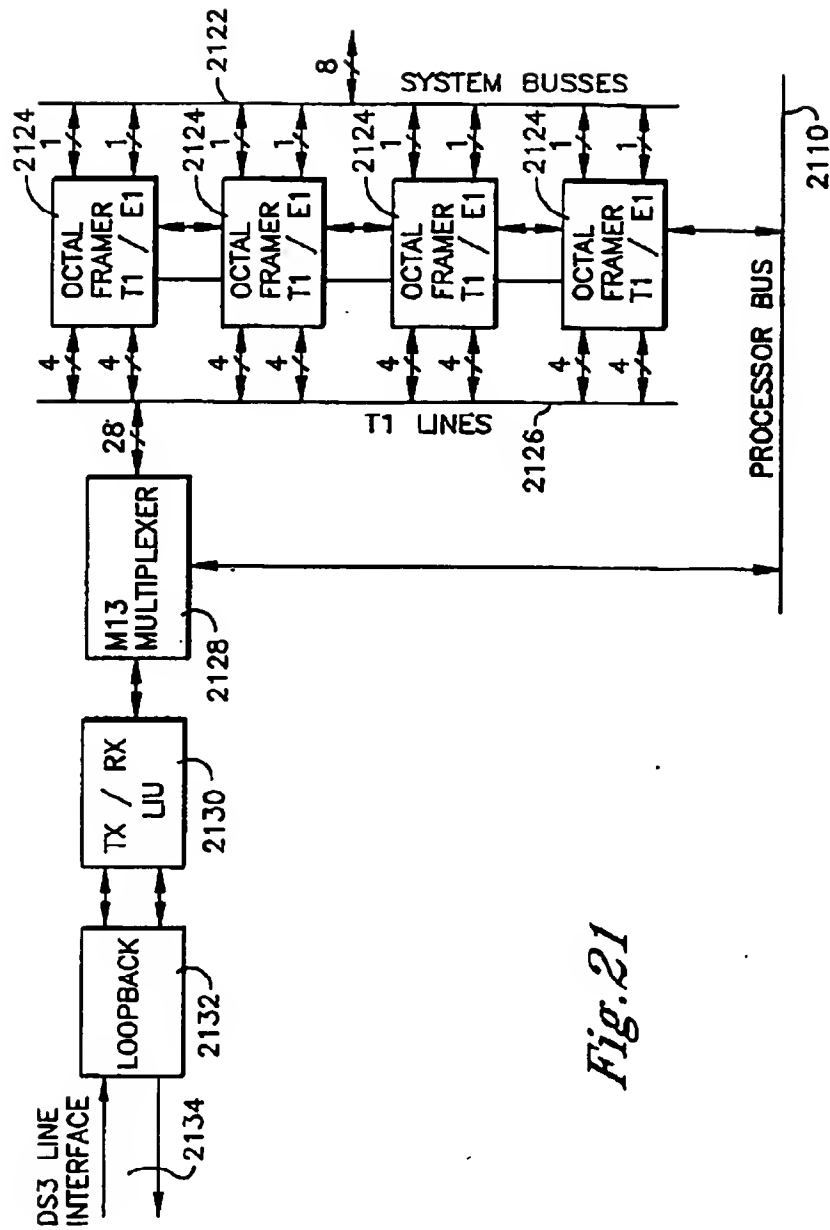 DS3 LINE
INTERFACE
2134
LOOPBACK
2132
TX / RX
LIU
2130
M13
MULTIPLEXER
2128
28
T1 LINES
2126
4
4
4
4
4
4
4
4
OCTAL
FRAMER
T1 / E1
2124
OCTAL
FRAMER
T1 / E1
2124
OCTAL
FRAMER
T1 / E1
2124
OCTAL
FRAMER
T1 / E1
2124
1
1
1
1
1
1
1
1
2122
8
SYSTEM BUSSES
PROCESSOR BUS
2110
Fig.21